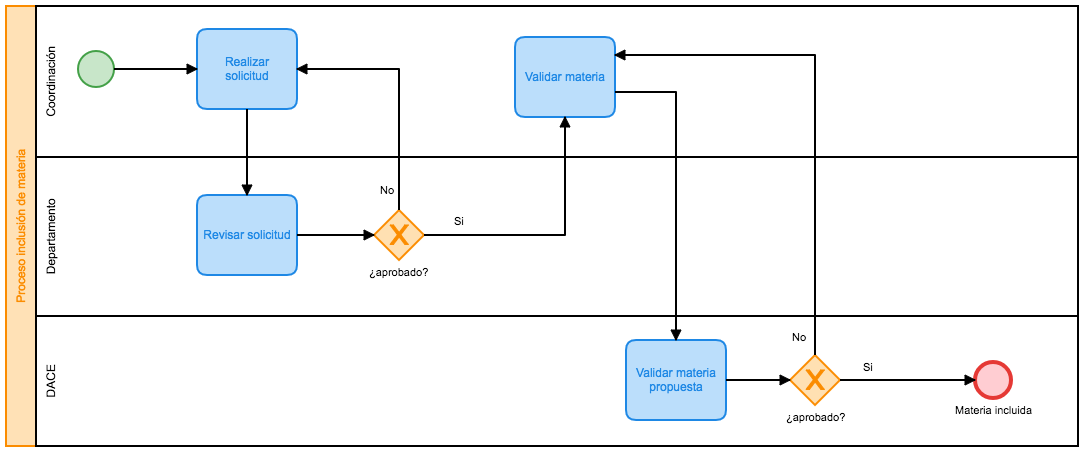 Proceso inclusión de materia
Coordinación
Realizar
solicitud
Validar materia
Departamento
Revisar solicitud
No
Si
¿aprobado?
DACE
Validar materia
propuesta
No
Si
¿aprobado?
Materia incluida